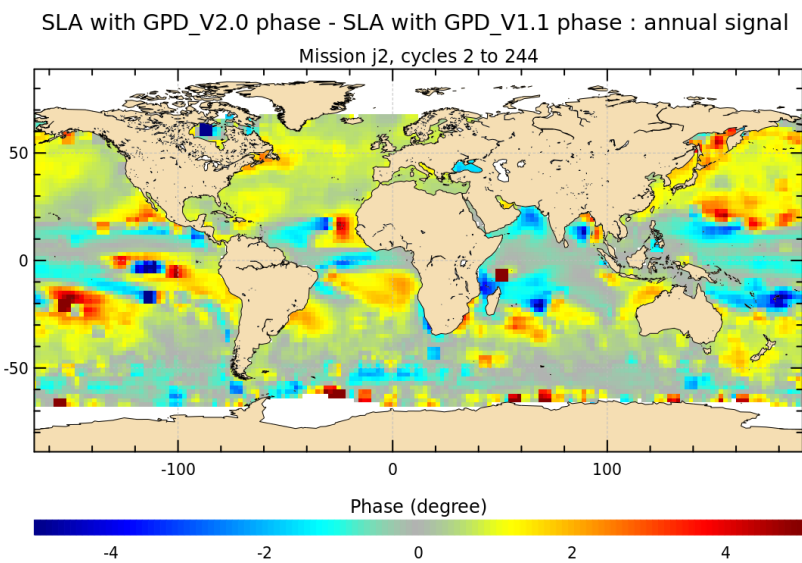 SLA with GPD_V2.0 phase - SLA with GPD_V1.1 phase : annual signal
Mission j2, cycles 2 to 244
50
0
-50
-100 0 100
Phase (degree)
-4 -2 0 2 4